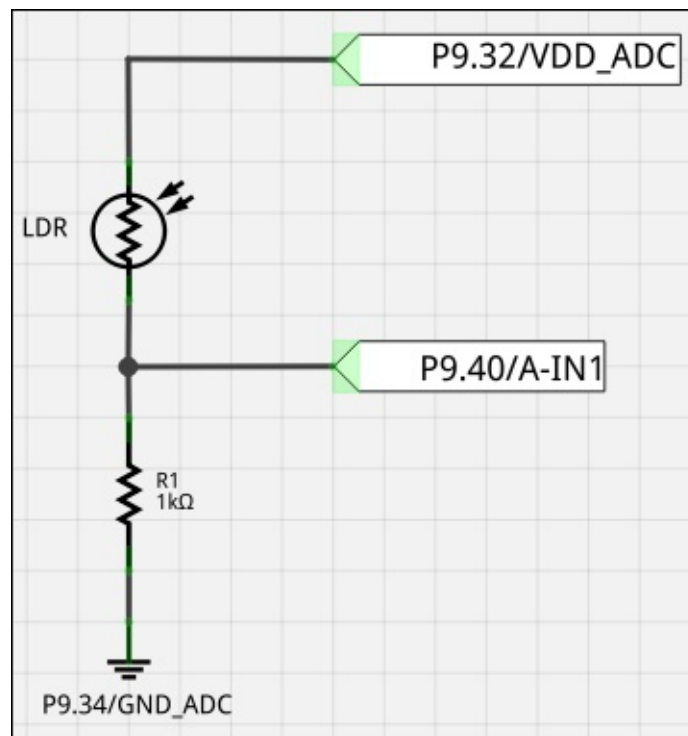 P9.32/VDD_ADC
LDR
P9.40/A-IN1
R1
1kΩ
P9.34/GND_ADC